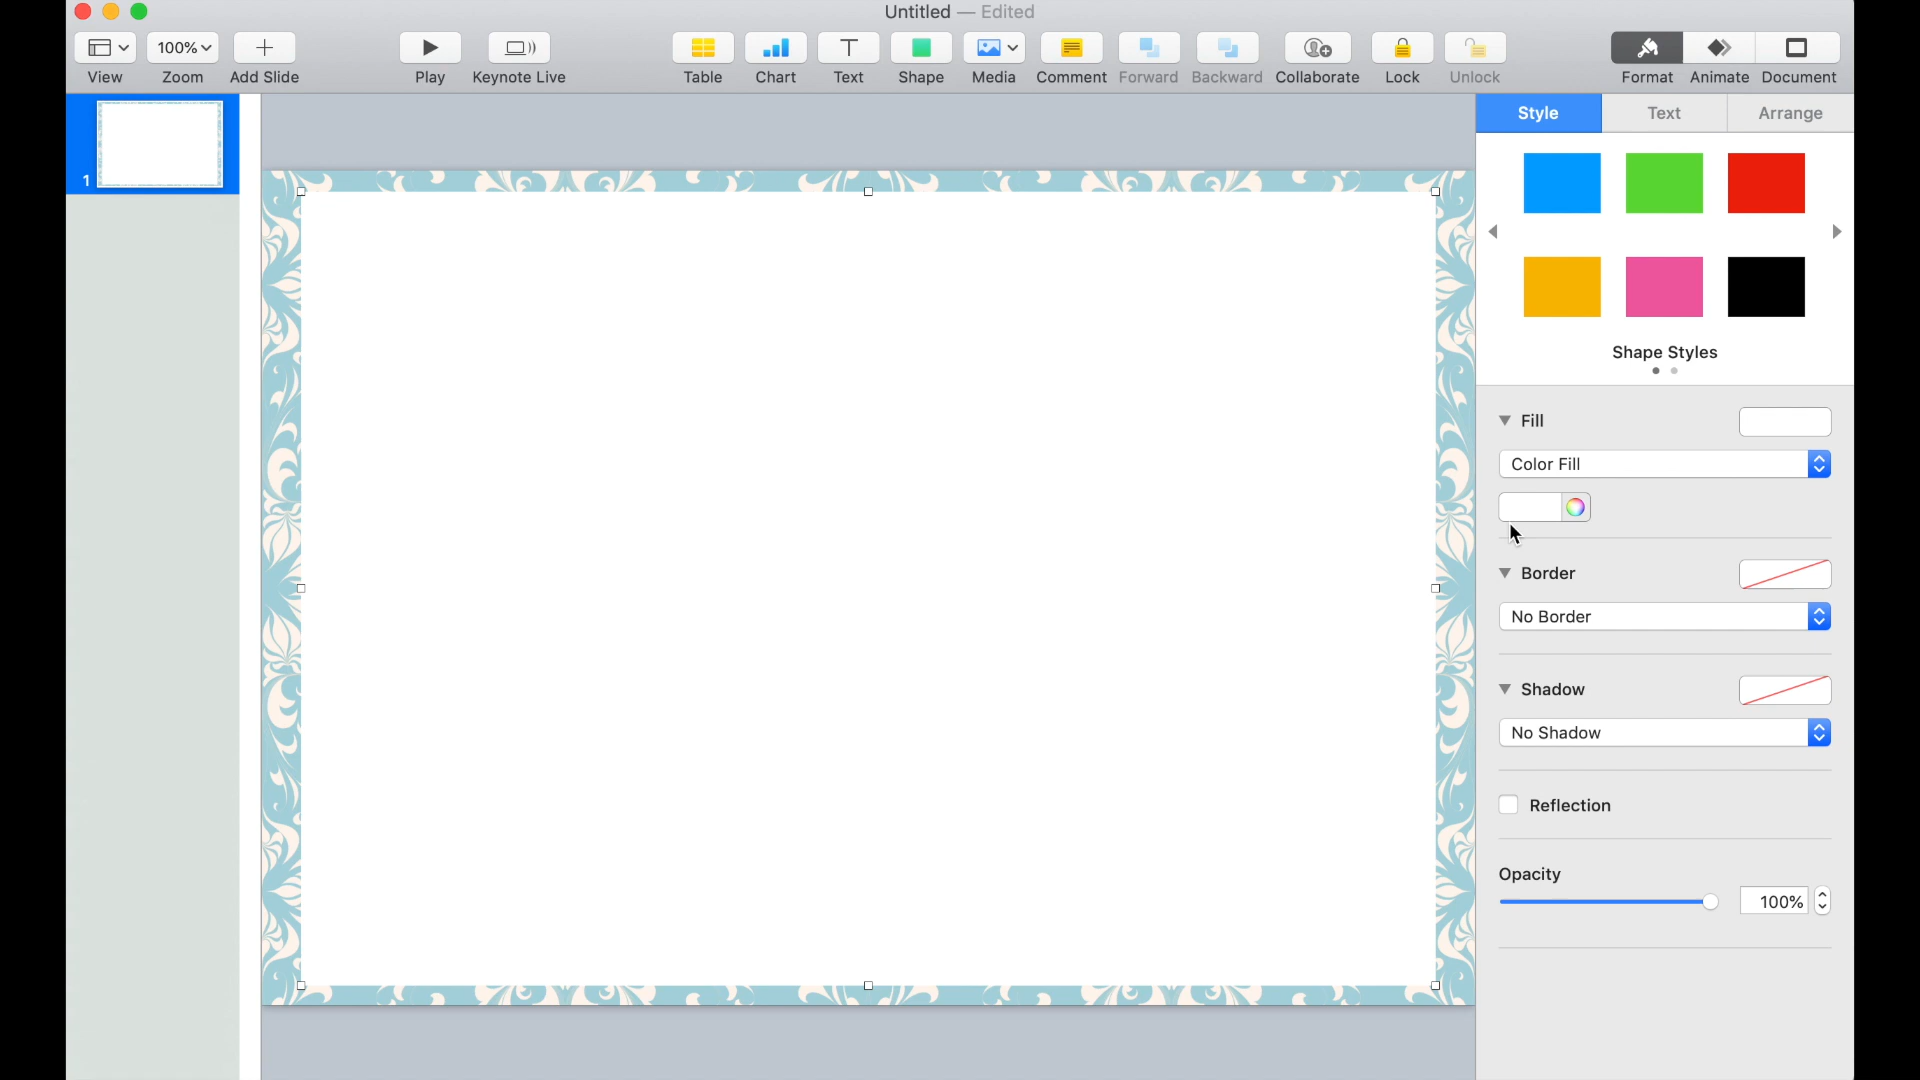 Untitled — Edited
View
100%
Zoom
Add Slide
Play
Keynote Live
Table
Chart
Text
Shape
Media
Comment
Forward
Backward
Collaborate
Lock
Unlock
Format
Animate
Document
1
Style
Text
Arrange
Shape Styles
Fill
Color Fill
Border
No Border
Shadow
No Shadow
Reflection
Opacity
100%